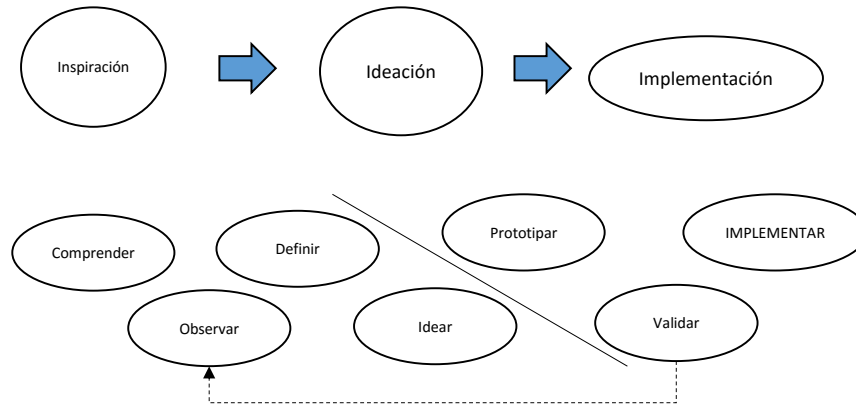 Inspiración
Ideación
Implementación
Comprender
Definir
Prototipar
IMPLEMENTAR
Observar
Idear
Validar